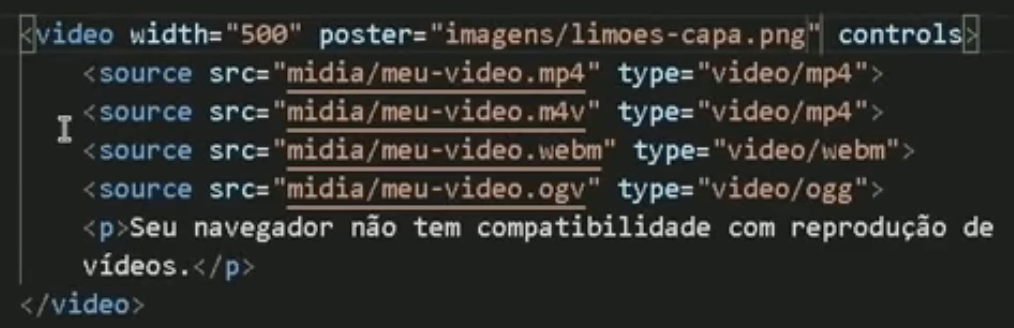 <video width="500" poster="imagens/limoes-capa.png" controls>
<source src="midia/meu-video.mp4" type="video/mp4">
<source src="midia/meu-video.m4v" type="video/mp4">
<source src="midia/meu-video.webm" type="video/webm">
<source src="midia/meu-video.ogv" type="video/ogg">
<p>Seu navegador não tem compatibilidade com reprodução de
vídeos.</p>
</video>